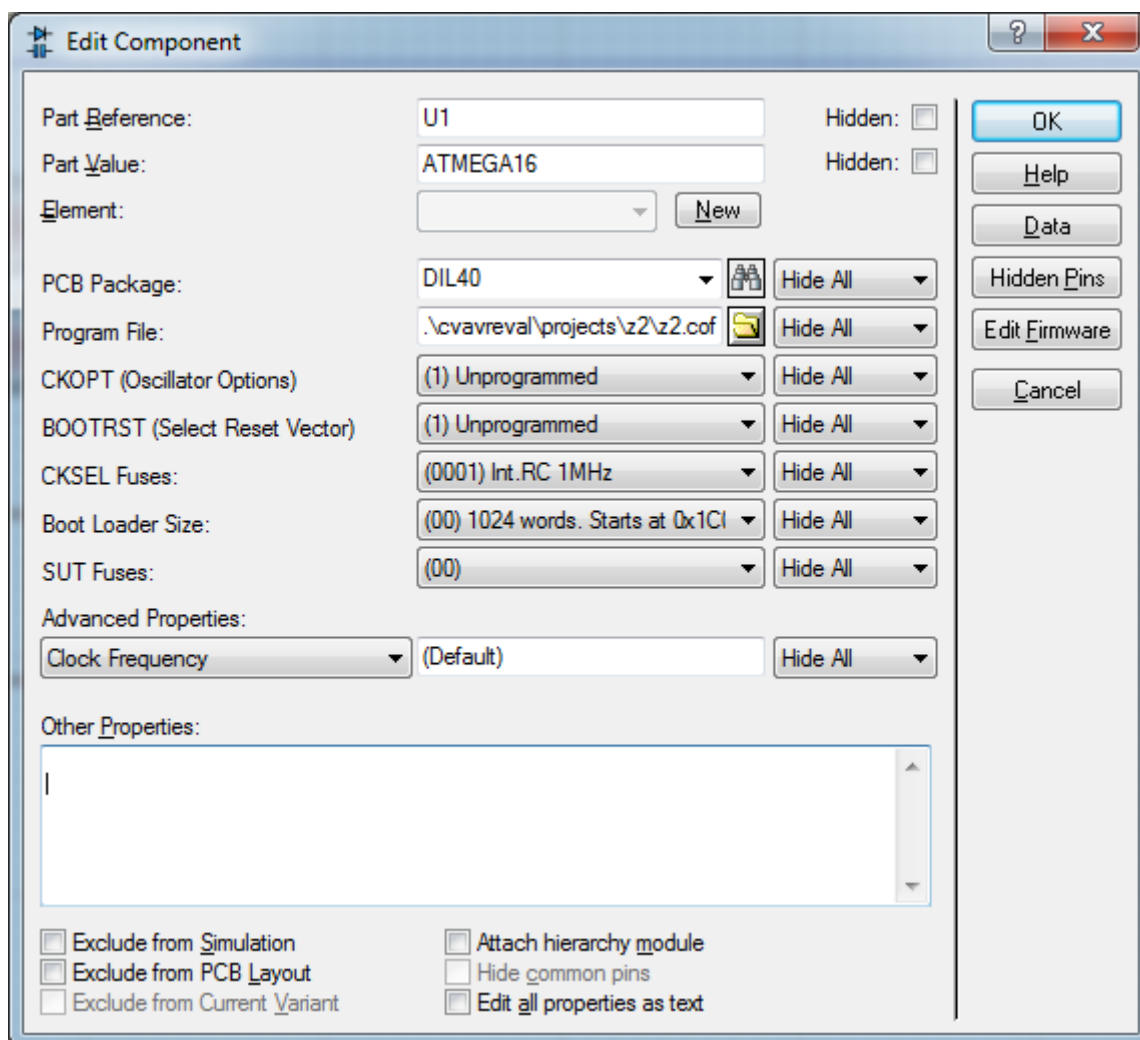 Edit Component
Part Reference: U1 Hidden:
Part Value: ATMEGA16 Hidden:
Element: New
PCB Package: DIL40 Hide All
Program File: .\cvavreval\projects\z2\z2.cof Hide All
CKOPT (Oscillator Options) (1) Unprogrammed Hide All
BOOTRST (Select Reset Vector) (1) Unprogrammed Hide All
CKSEL Fuses: (0001) Int.RC 1MHz Hide All
Boot Loader Size: (00) 1024 words. Starts at 0x1C( Hide All
SUT Fuses: (00) Hide All
Advanced Properties:
Clock Frequency (Default) Hide All
Other Properties:
Exclude from Simulation Attach hierarchy module
Exclude from PCB Layout Hide common pins
Exclude from Current Variant Edit all properties as text
OK
Help
Data
Hidden Pins
Edit Firmware
Cancel